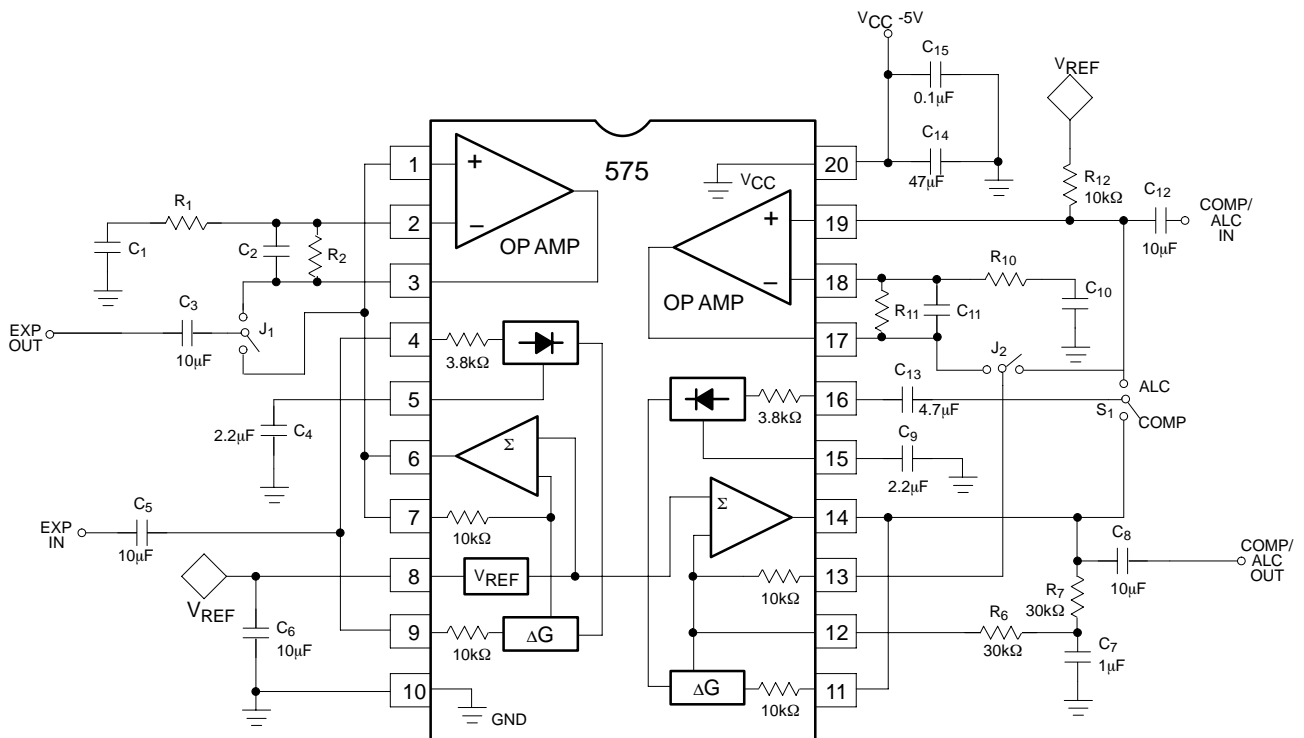 VCC -5V
C15
0.1µF
C14
47µF
VREF
R12
10kΩ
C12
10µF
COMP/
ALC
IN
575
1
+
2
−
OP AMP
3
4
3.8kΩ
5
6
Σ
7
10kΩ
8
VREF
9
10kΩ
ΔG
10
GND
R1
C1
C2
R2
C3
10µF
J1
EXP
OUT
2.2µF
C4
C5
10µF
EXP
IN
VREF
C6
10µF
20
VCC
19
+
18
−
OP AMP
17
16
3.8kΩ
15
14
Σ
13
10kΩ
12
11
ΔG
10kΩ
R11
C11
R10
C10
J2
C13
4.7µF
ALC
S1
COMP
C9
2.2µF
C8
10µF
COMP/
ALC
OUT
R7
30kΩ
R6
30kΩ
C7
1µF